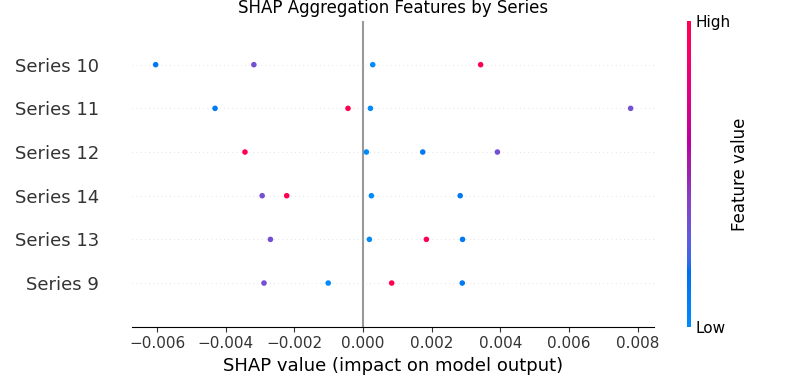 SHAP Aggregation Features by Series
High
Series 10
Series 11
Series 12
Series 14
Series 13
Series 9
Feature value
Low
−0.006 −0.004 −0.002 0.000 0.002 0.004 0.006 0.008
SHAP value (impact on model output)